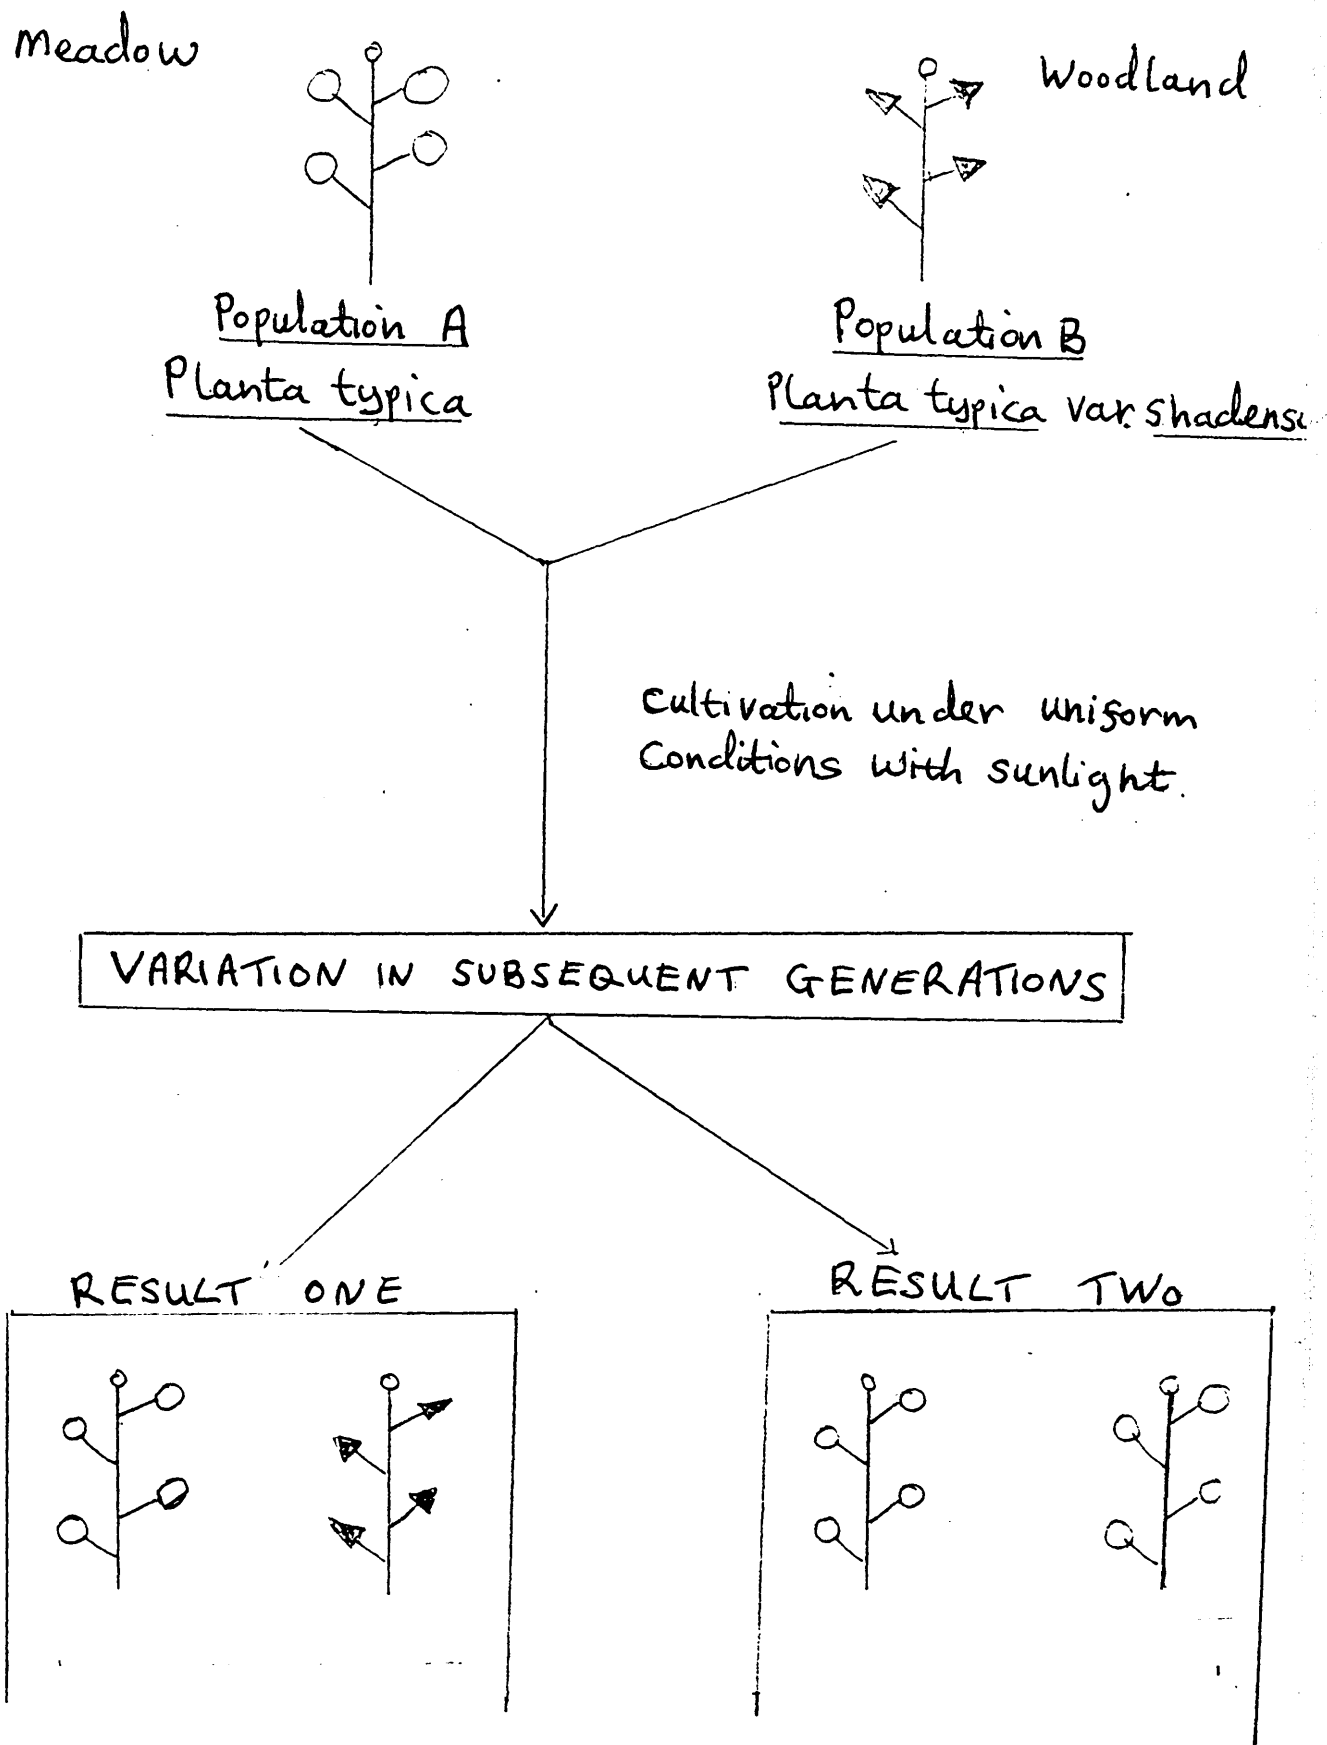 Meadow
Woodland
Population A
Planta typica
Population B
Planta typica var. shadens
Cultivation under uniform
Conditions with sunlight.
VARIATION IN SUBSEQUENT GENERATIONS
RESULT ONE
RESULT TWO